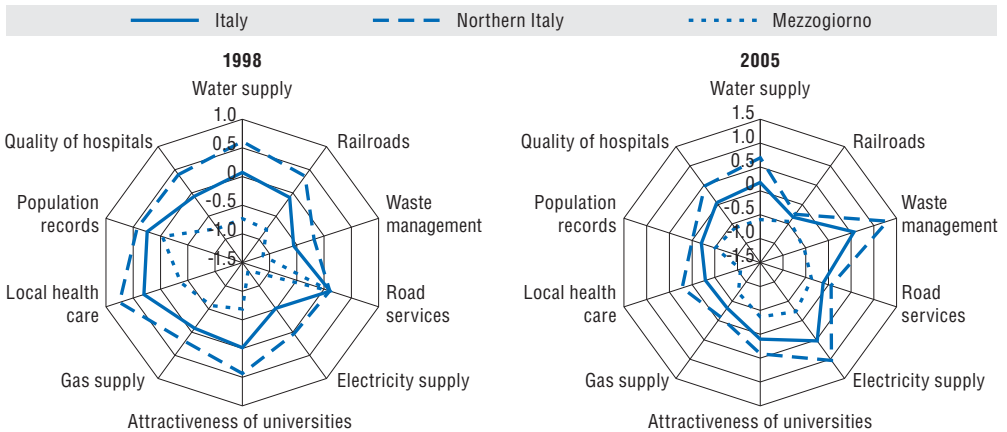 Italy Northern Italy Mezzogiorno
1998
Water supply
Railroads
Waste
management
Road
services
Electricity supply
Attractiveness of universities
Gas supply
Local health
care
Population
records
Quality of hospitals
1.0
0.5
0
-0.5
-1.0
-1.5
2005
Water supply
Railroads
Waste
management
Road
services
Electricity supply
Attractiveness of universities
Gas supply
Local health
care
Population
records
Quality of hospitals
1.5
1.0
0.5
0
-0.5
-1.0
-1.5